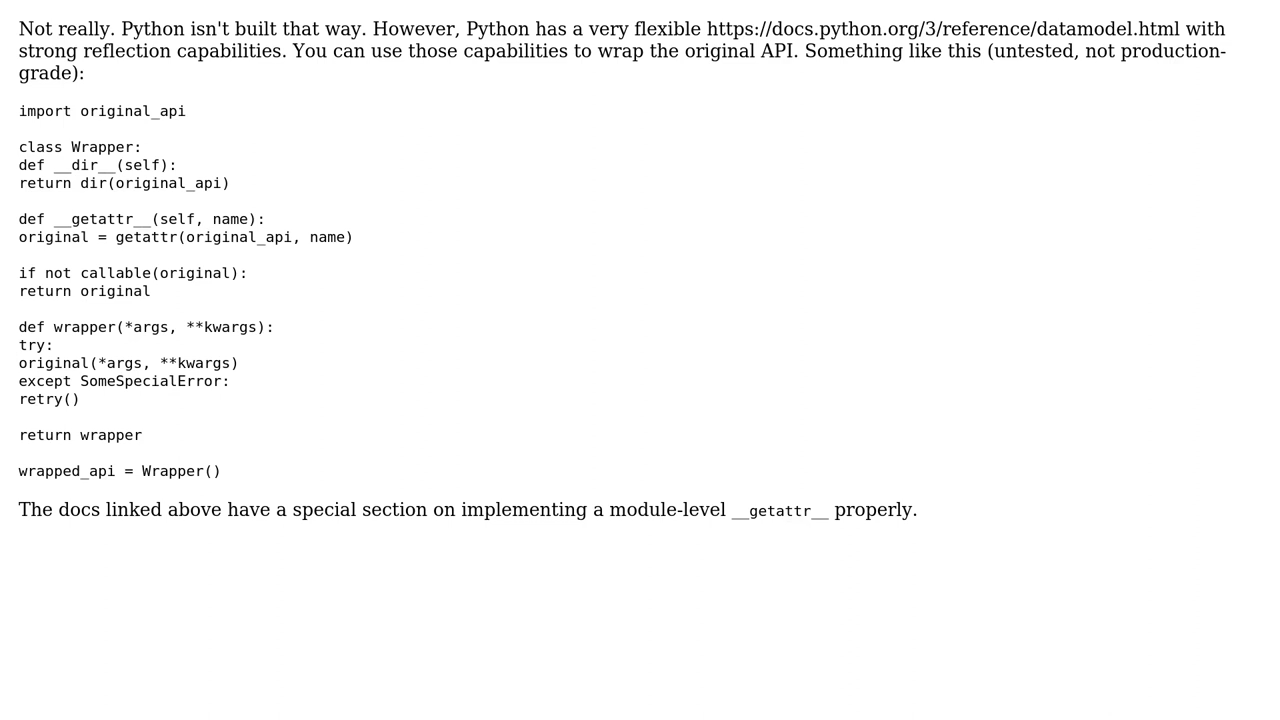 Not really. Python isn't built that way. However, Python has a very flexible https://docs.python.org/3/reference/datamodel.html with
strong reflection capabilities. You can use those capabilities to wrap the original API. Something like this (untested, not production-
grade):
import original_api
class Wrapper:
def __dir__(self):
return dir(original_api)
def __getattr__(self, name):
original = getattr(original_api, name)
if not callable(original):
return original
def wrapper(*args, **kwargs):
try:
original(*args, **kwargs)
except SomeSpecialError:
retry()
return wrapper
wrapped_api = Wrapper()
The docs linked above have a special section on implementing a module-level __getattr__ properly.